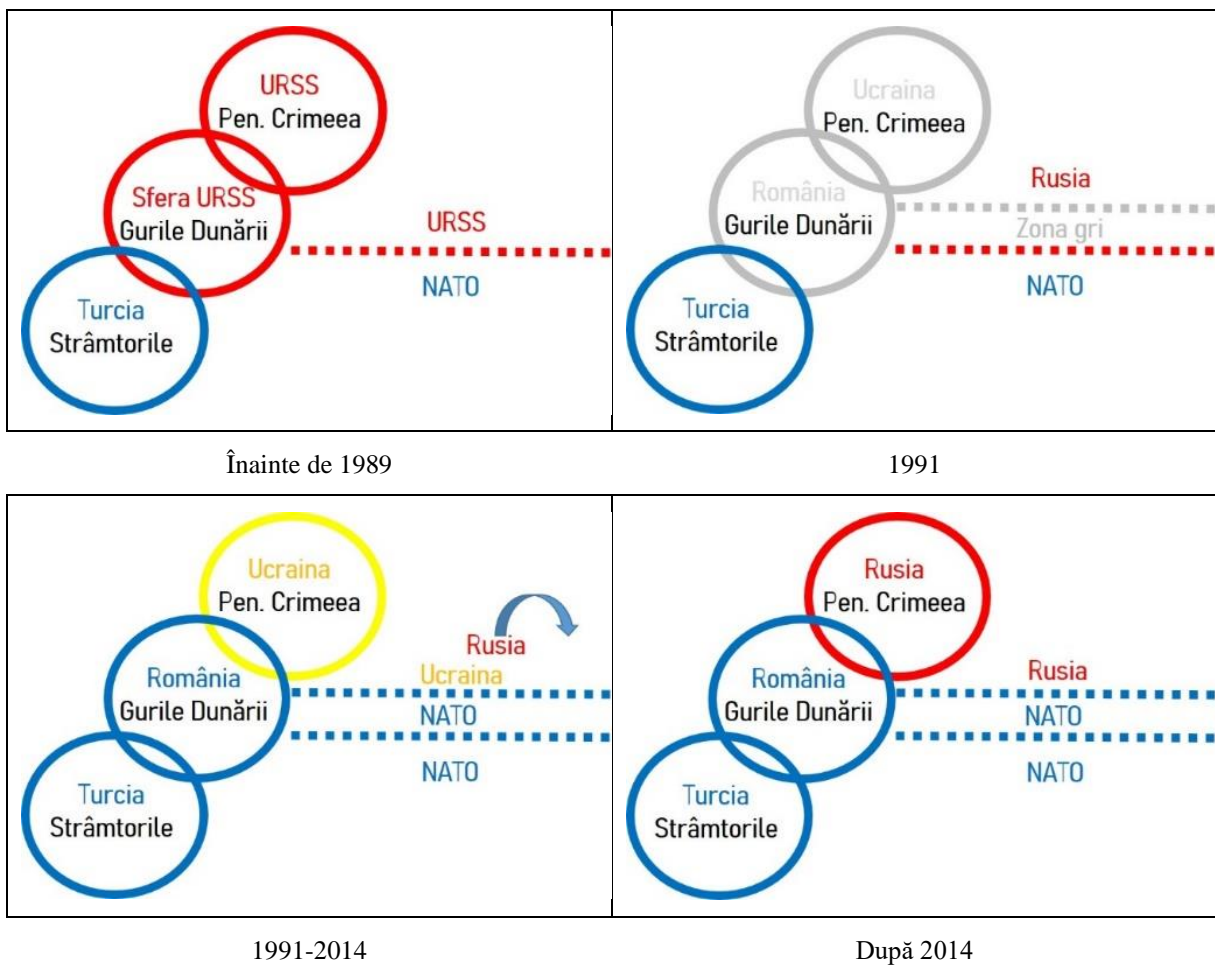 URSS
Pen. Crimeea
Sfera URSS
Gurile Dunării
URSS
NATO
Turcia
Strâmtorile
Ucraina
Pen. Crimeea
Rusia
România
Gurile Dunării
Zona gri
NATO
Turcia
Strâmtorile
Înainte de 1989
1991
Ucraina
Pen. Crimeea
Rusia
Ucraina
România
Gurile Dunării
NATO
NATO
Turcia
Strâmtorile
Rusia
Pen. Crimeea
Rusia
România
Gurile Dunării
NATO
NATO
Turcia
Strâmtorile
1991-2014
După 2014